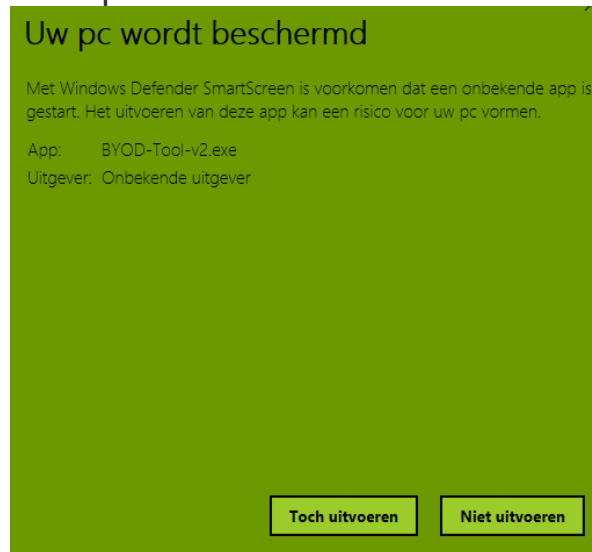 Uw pc wordt beschermd
Met Windows Defender SmartScreen is voorkomen dat een onbekende app is
gestart. Het uitvoeren van deze app kan een risico voor uw pc vormen.
App: BYOD-Tool-v2.exe
Uitgever: Onbekende uitgever
Toch uitvoeren Niet uitvoeren